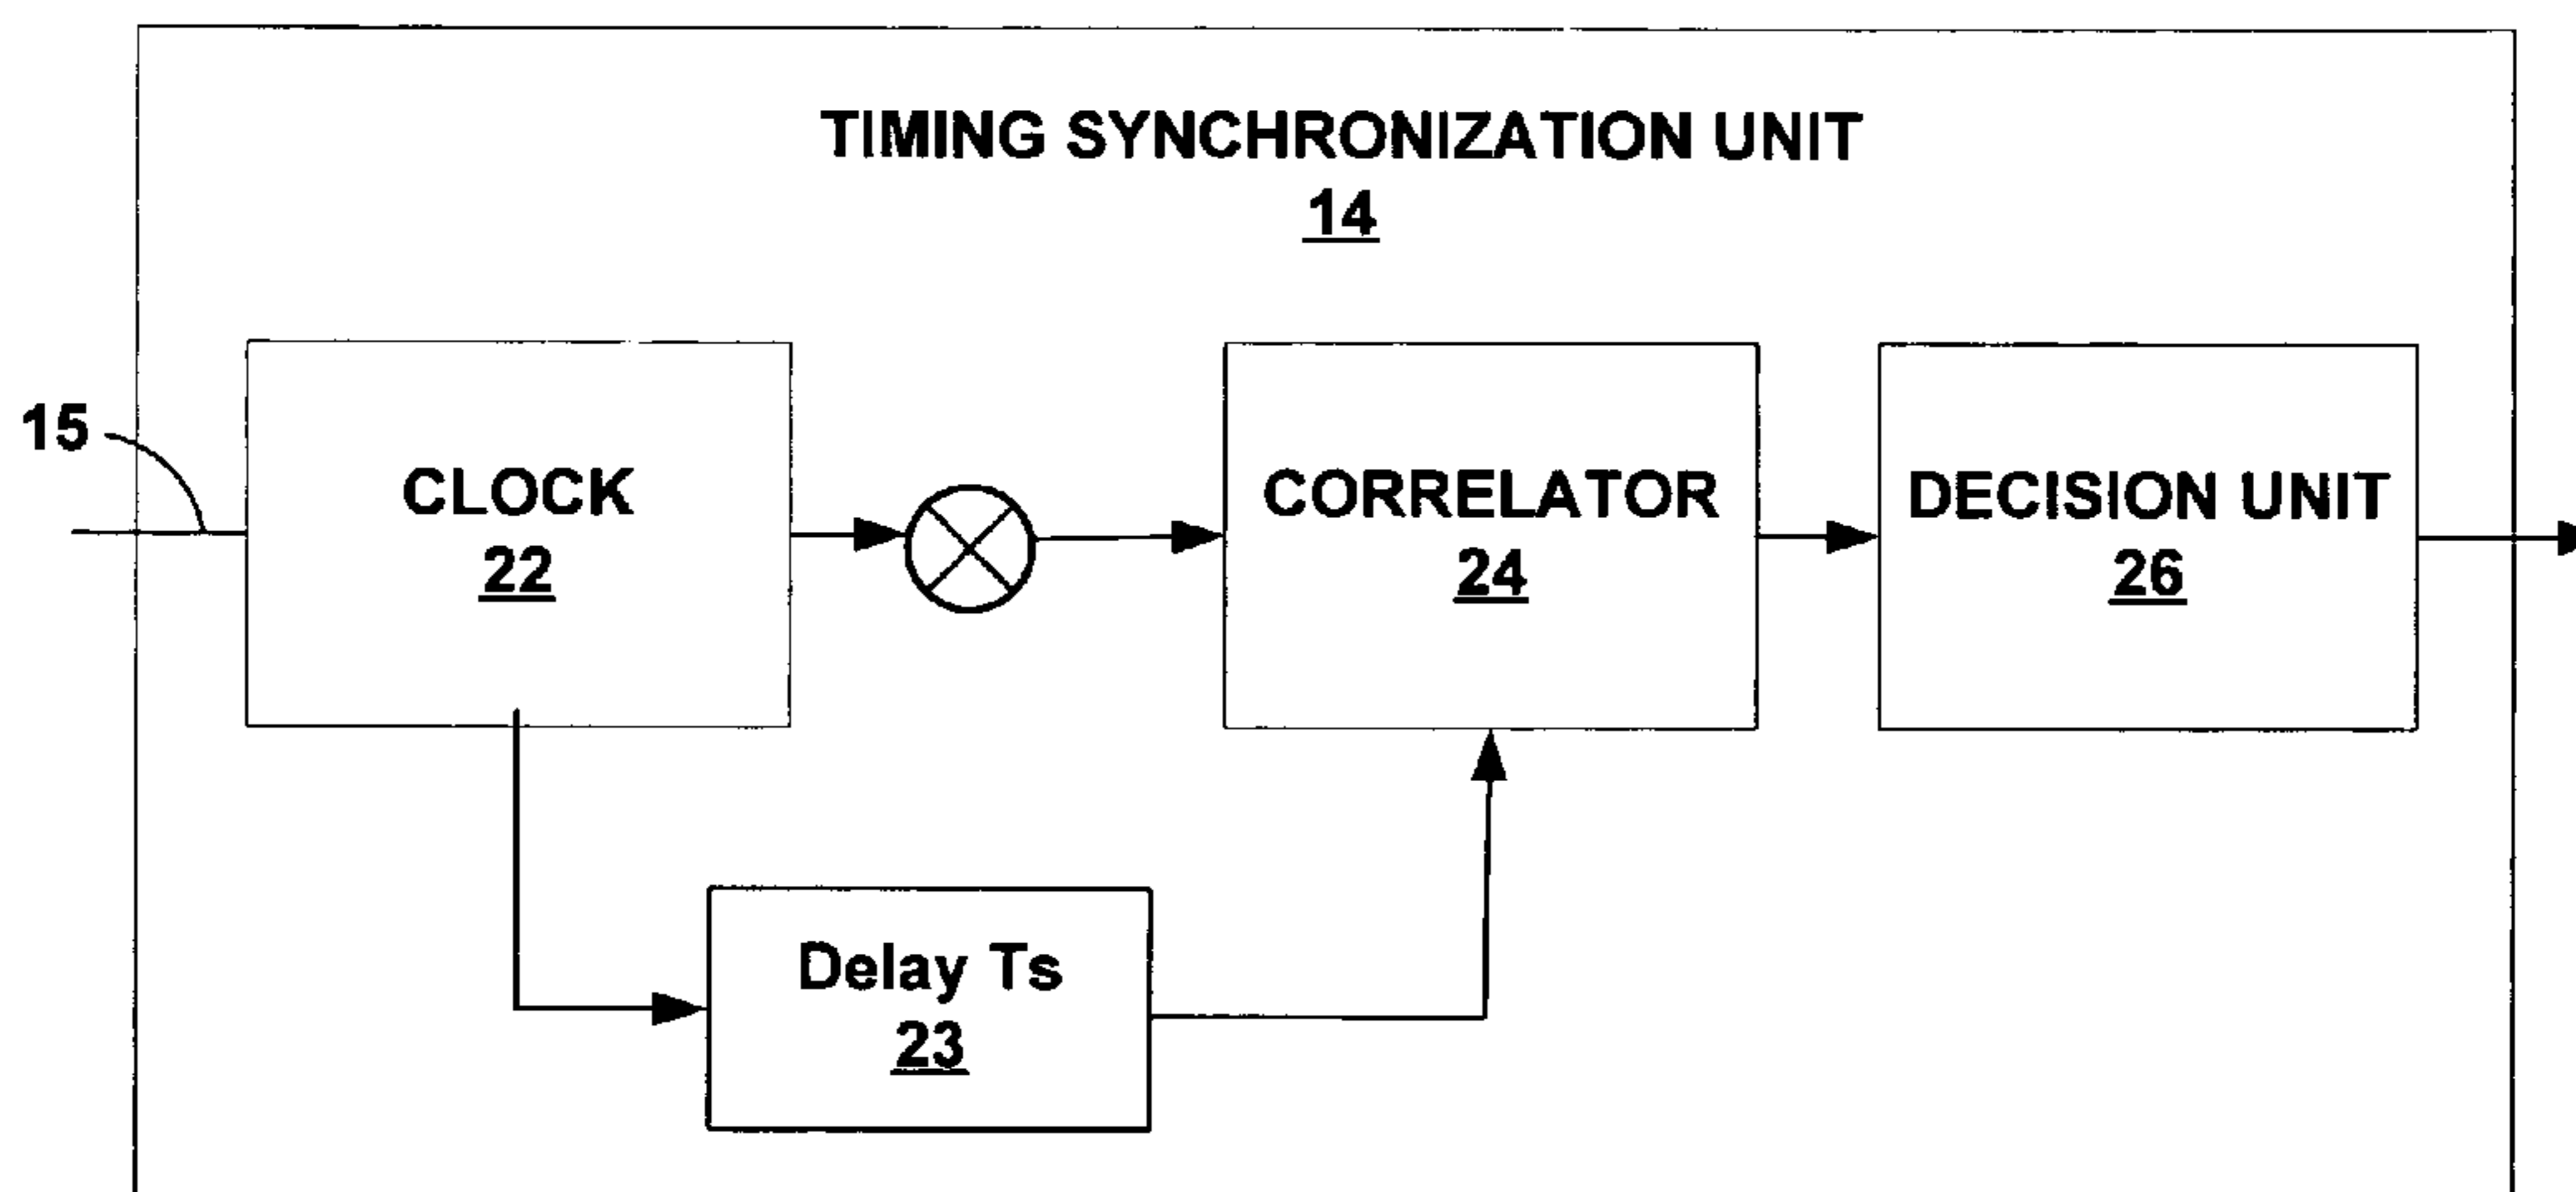 TIMING SYNCHRONIZATION UNIT
14
15
CLOCK
22
CORRELATOR
24
DECISION UNIT
26
Delay Ts
23